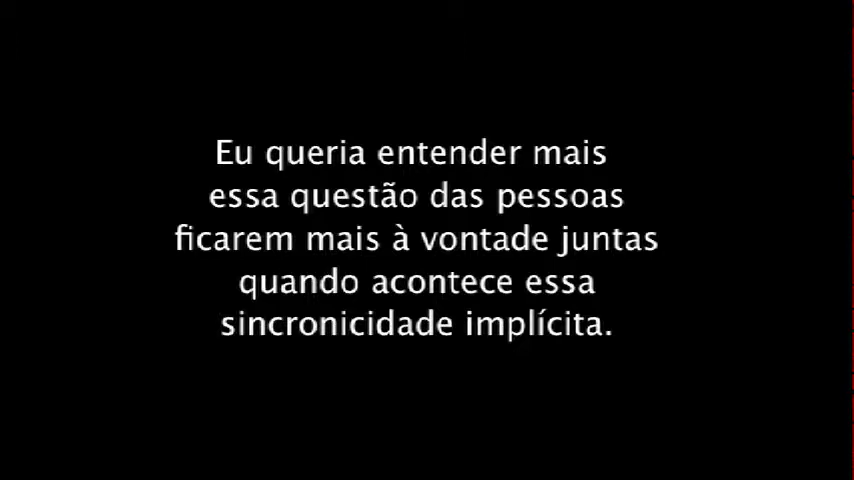 Eu queria entender mais
essa questão das pessoas
ficarem mais à vontade juntas
quando acontece essa
sincronicidade implícita.